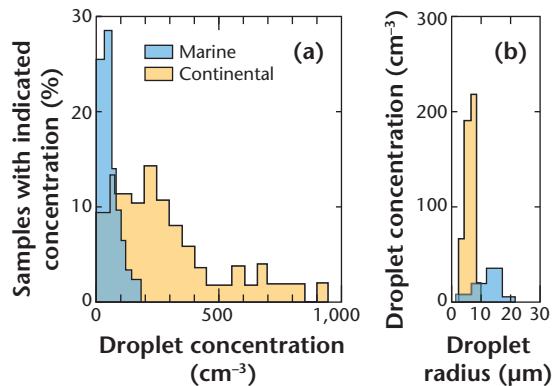 Samples with indicated
concentration (%)
30
20
10
0
(a)
Marine
Continental
0
500
1,000
Droplet concentration
(cm⁻³)
Droplet concentration (cm⁻³)
300
200
100
0
(b)
0
10
20
30
Droplet
radius (μm)